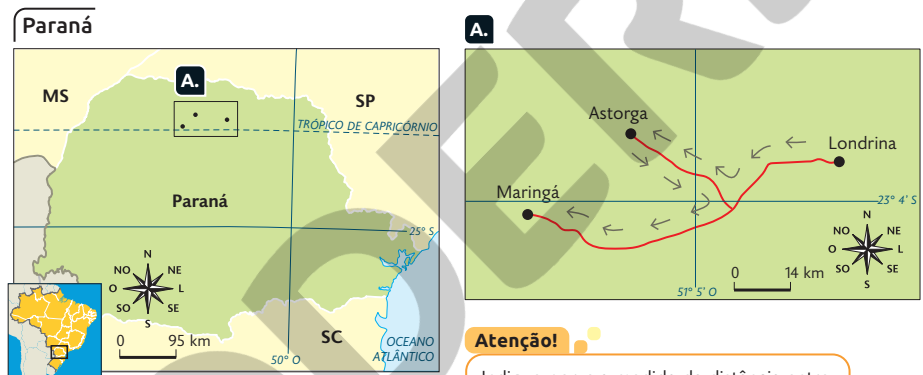 Paraná
A.
MS
SP
TRÓPICO DE CAPRICÓRNIO
Paraná
25° S
N
NO NE
O L
SO SE
S
0 95 km
50° O
SC
OCEANO
ATLÂNTICO
A.
Astorga
Londrina
Maringá
23° 4' S
N
NO NE
O L
SO SE
S
0 14 km
51° 5' O
Atenção!